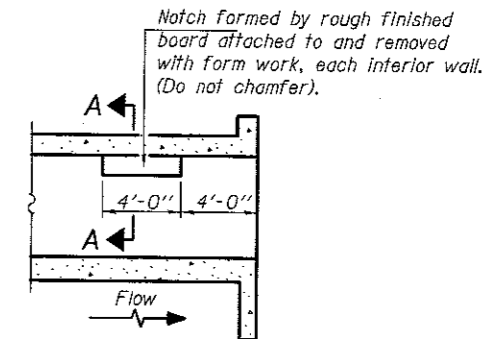 Notch formed by rough finished
board attached to and removed
with form work, each interior wall.
(Do not chamfer).
A
4'-0" 4'-0"
A
Flow